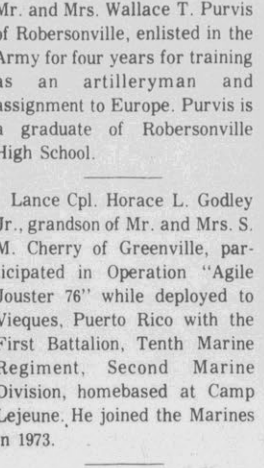 Mr. and Mrs. Wallace T. Purvis
of Robersonville, enlisted in the
Army for four years for training
as an artilleryman and
assignment to Europe. Purvis is
a graduate of Robersonville
High School.
Lance Cpl. Horace L. Godley
Jr., grandson of Mr. and Mrs. S.
M. Cherry of Greenville, par-
ticipated in Operation "Agile
Jouster 76" while deployed to
Vieques, Puerto Rico with the
First Battalion, Tenth Marine
Regiment, Second Marine
Division, homebased at Camp
Lejeune. He joined the Marines
in 1973.